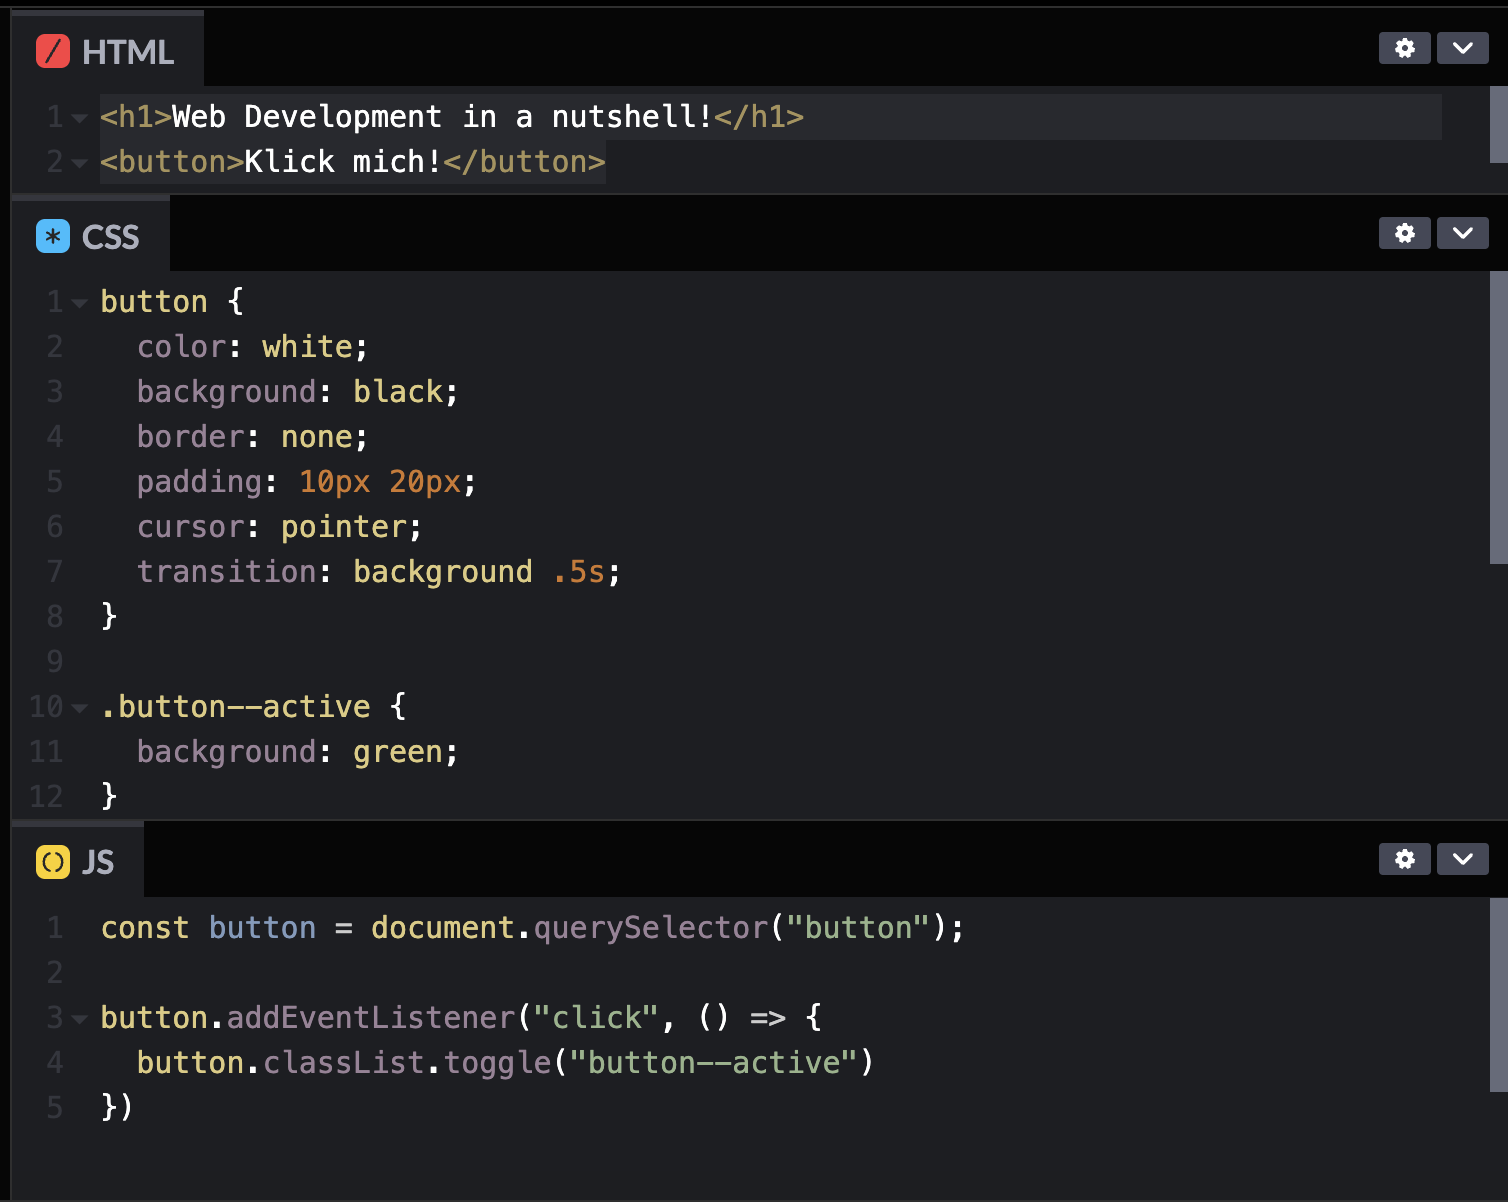 HTML
1 <h1>Web Development in a nutshell!</h1>
2 <button>Klick mich!</button>
CSS
1 button {
2   color: white;
3   background: black;
4   border: none;
5   padding: 10px 20px;
6   cursor: pointer;
7   transition: background .5s;
8 }
9
10 .button--active {
11   background: green;
12 }
JS
1 const button = document.querySelector("button");
2
3 button.addEventListener("click", () => {
4   button.classList.toggle("button--active")
5 })